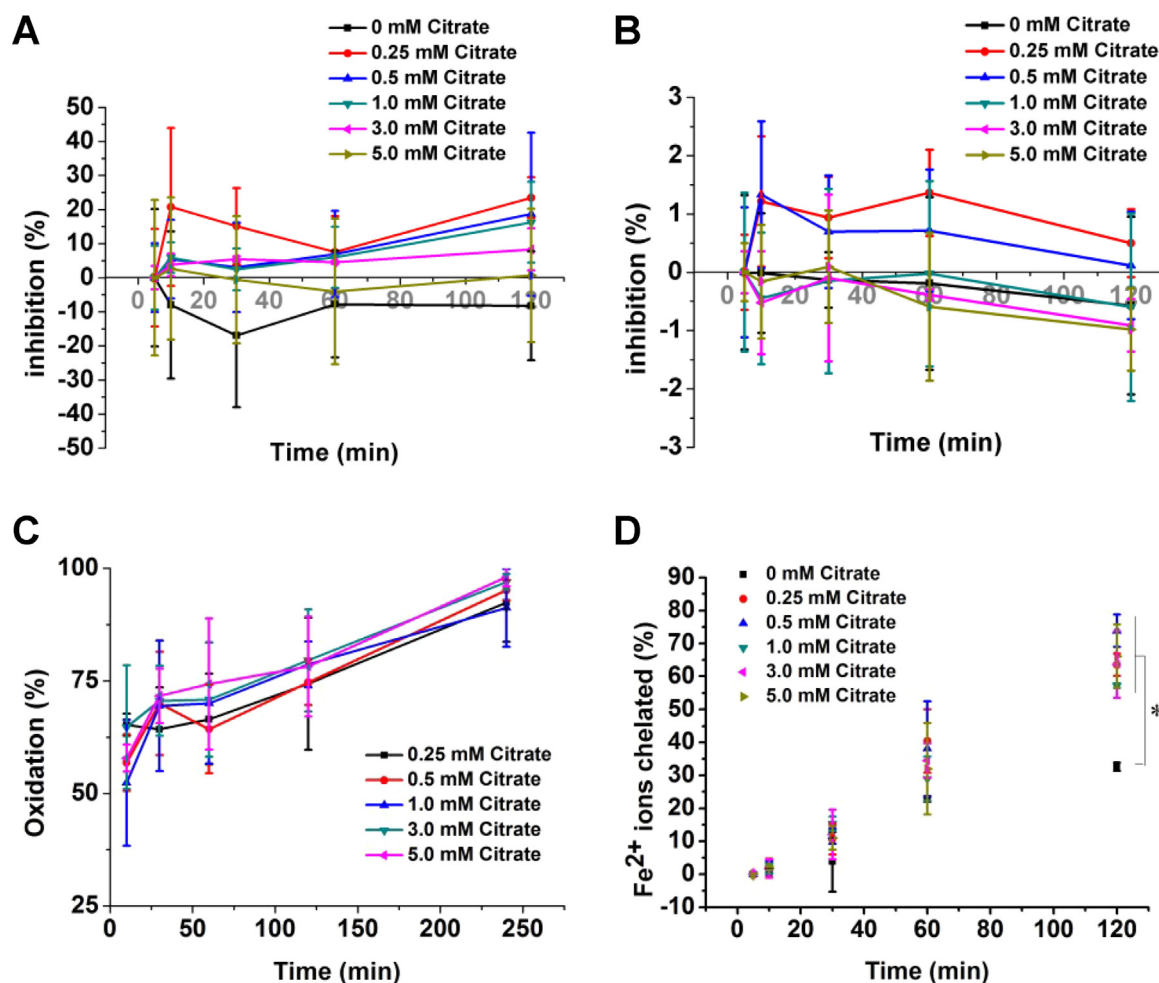 A
0 mM Citrate
0.25 mM Citrate
0.5 mM Citrate
1.0 mM Citrate
3.0 mM Citrate
5.0 mM Citrate
50
40
30
20
10
0
-10
-20
-30
-40
-50
0 20 40 60 80 100 120
inhibition (%)
Time (min)
B
0 mM Citrate
0.25 mM Citrate
0.5 mM Citrate
1.0 mM Citrate
3.0 mM Citrate
5.0 mM Citrate
3
2
1
0
-1
-2
-3
0 20 40 60 80 100 120
inhibition (%)
Time (min)
C
100
75
50
25
Oxidation (%)
0.25 mM Citrate
0.5 mM Citrate
1.0 mM Citrate
3.0 mM Citrate
5.0 mM Citrate
0 50 100 150 200 250
Time (min)
D
90
80
70
60
50
40
30
20
10
0
-10
Fe2+ ions chelated (%)
0 mM Citrate
0.25 mM Citrate
0.5 mM Citrate
1.0 mM Citrate
3.0 mM Citrate
5.0 mM Citrate
*
0 20 40 60 80 100 120
Time (min)